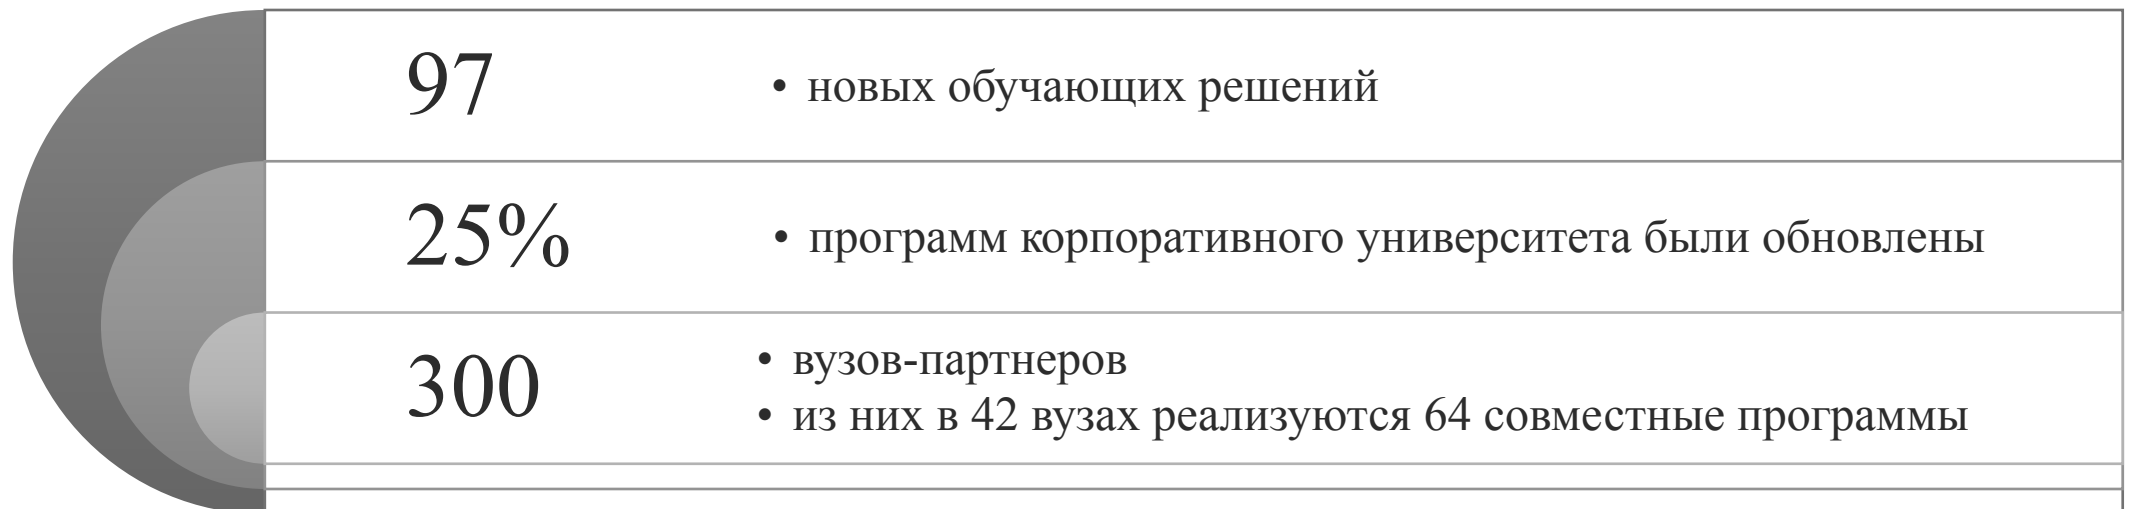 97
• новых обучающих решений
25%
• программ корпоративного университета были обновлены
300
• вузов-партнеров
• из них в 42 вузах реализуются 64 совместные программы